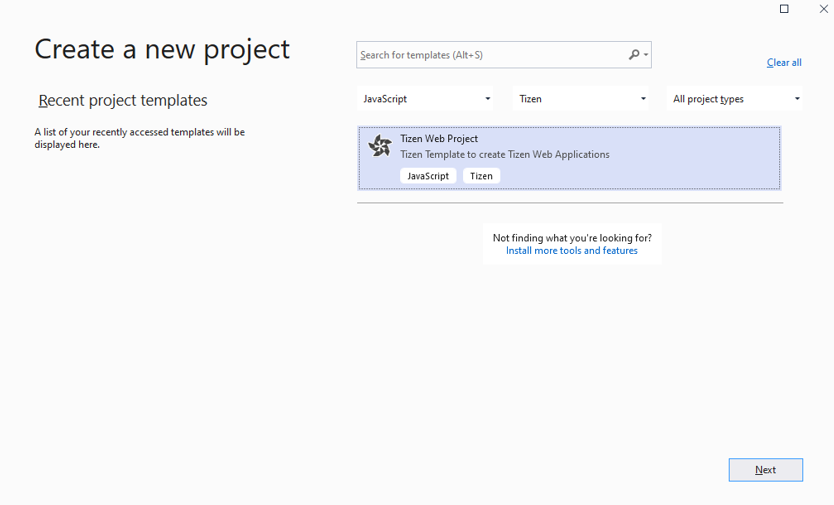 Create a new project
Search for templates (Alt+S)
Clear all
Recent project templates
JavaScript
Tizen
All project types
A list of your recently accessed templates will be
displayed here.
Tizen Web Project
Tizen Template to create Tizen Web Applications
JavaScript
Tizen
Not finding what you're looking for?
Install more tools and features
Next